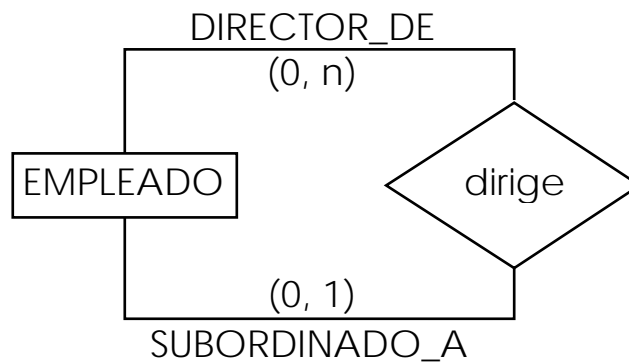 DIRECTOR_DE
(0, n)
EMPLEADO
dirige
(0, 1)
SUBORDINADO_A